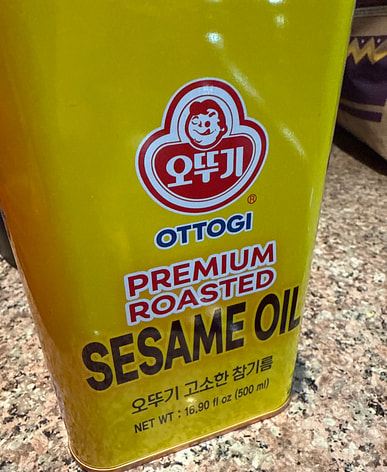 오뚜기
®
OTTOGI
PREMIUM
ROASTED
SESAME OIL
오뚜기 고소한 참기름
NET WT : 16.90 fl oz (500 ml)